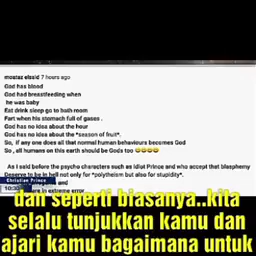 mostaz elsaid 7 hours ago
God has blood
God had breastfeeding when
he was baby
Eat drink sleep go to bath room
Fart when his stomach full of gases .
God has no idea about the hour
God has no idea about the "season of fruit".
So, if any one does all that normal human behaviours becomes God
So , all humans on this earth should be Gods too
As I said before the psycho characters such as idiot Prince and who accept that blasphemy
Deserve to be in hell not only for "polytheism but also for stupidity".
Christian Prince
10:30
are in extreme error
dan seperti biasanya..kita
selalu tunjukkan kamu dan
ajari kamu bagaimana untuk